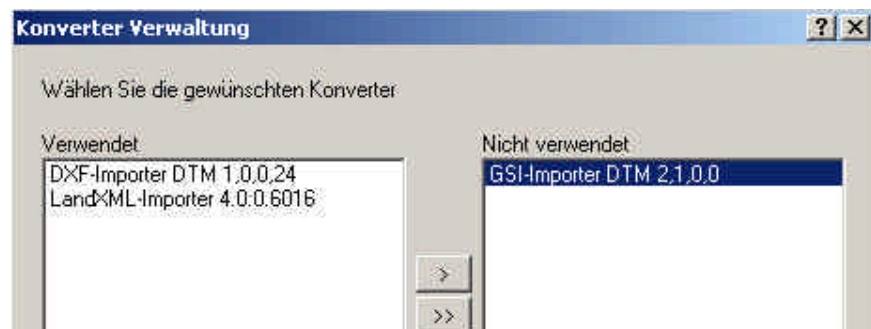 Konverter Verwaltung
Wählen Sie die gewünschten Konverter
Verwendet
DXF-Importer DTM 1,0,0,24
LandXML-Importer 4.0:0.6016
Nicht verwendet
GSI-Importer DTM 2,1,0,0
>
>>